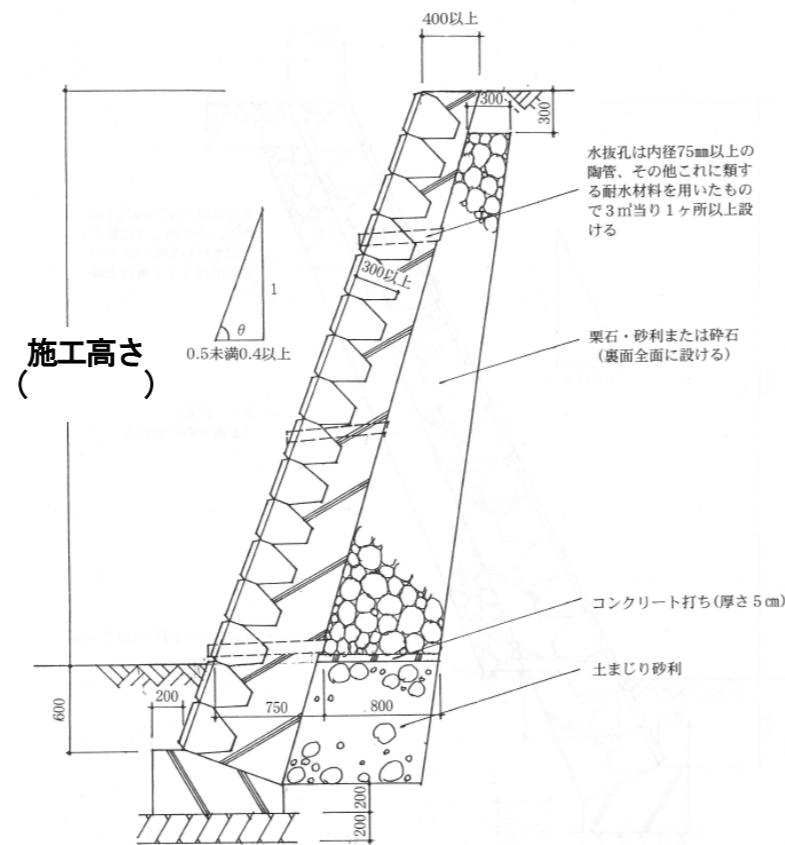 400以上
300
300
水抜孔は内径75㎜以上の
陶管、その他これに類す
る耐水材料を用いたもの
で3㎡当り1ヶ所以上設
ける
300以上
1
θ
0.5未満0.4以上
施工高さ
(　　　　)
栗石・砂利または砕石
(裏面全面に設ける)
コンクリート打ち(厚さ5㎝)
土まじり砂利
200
750
800
600
200
200